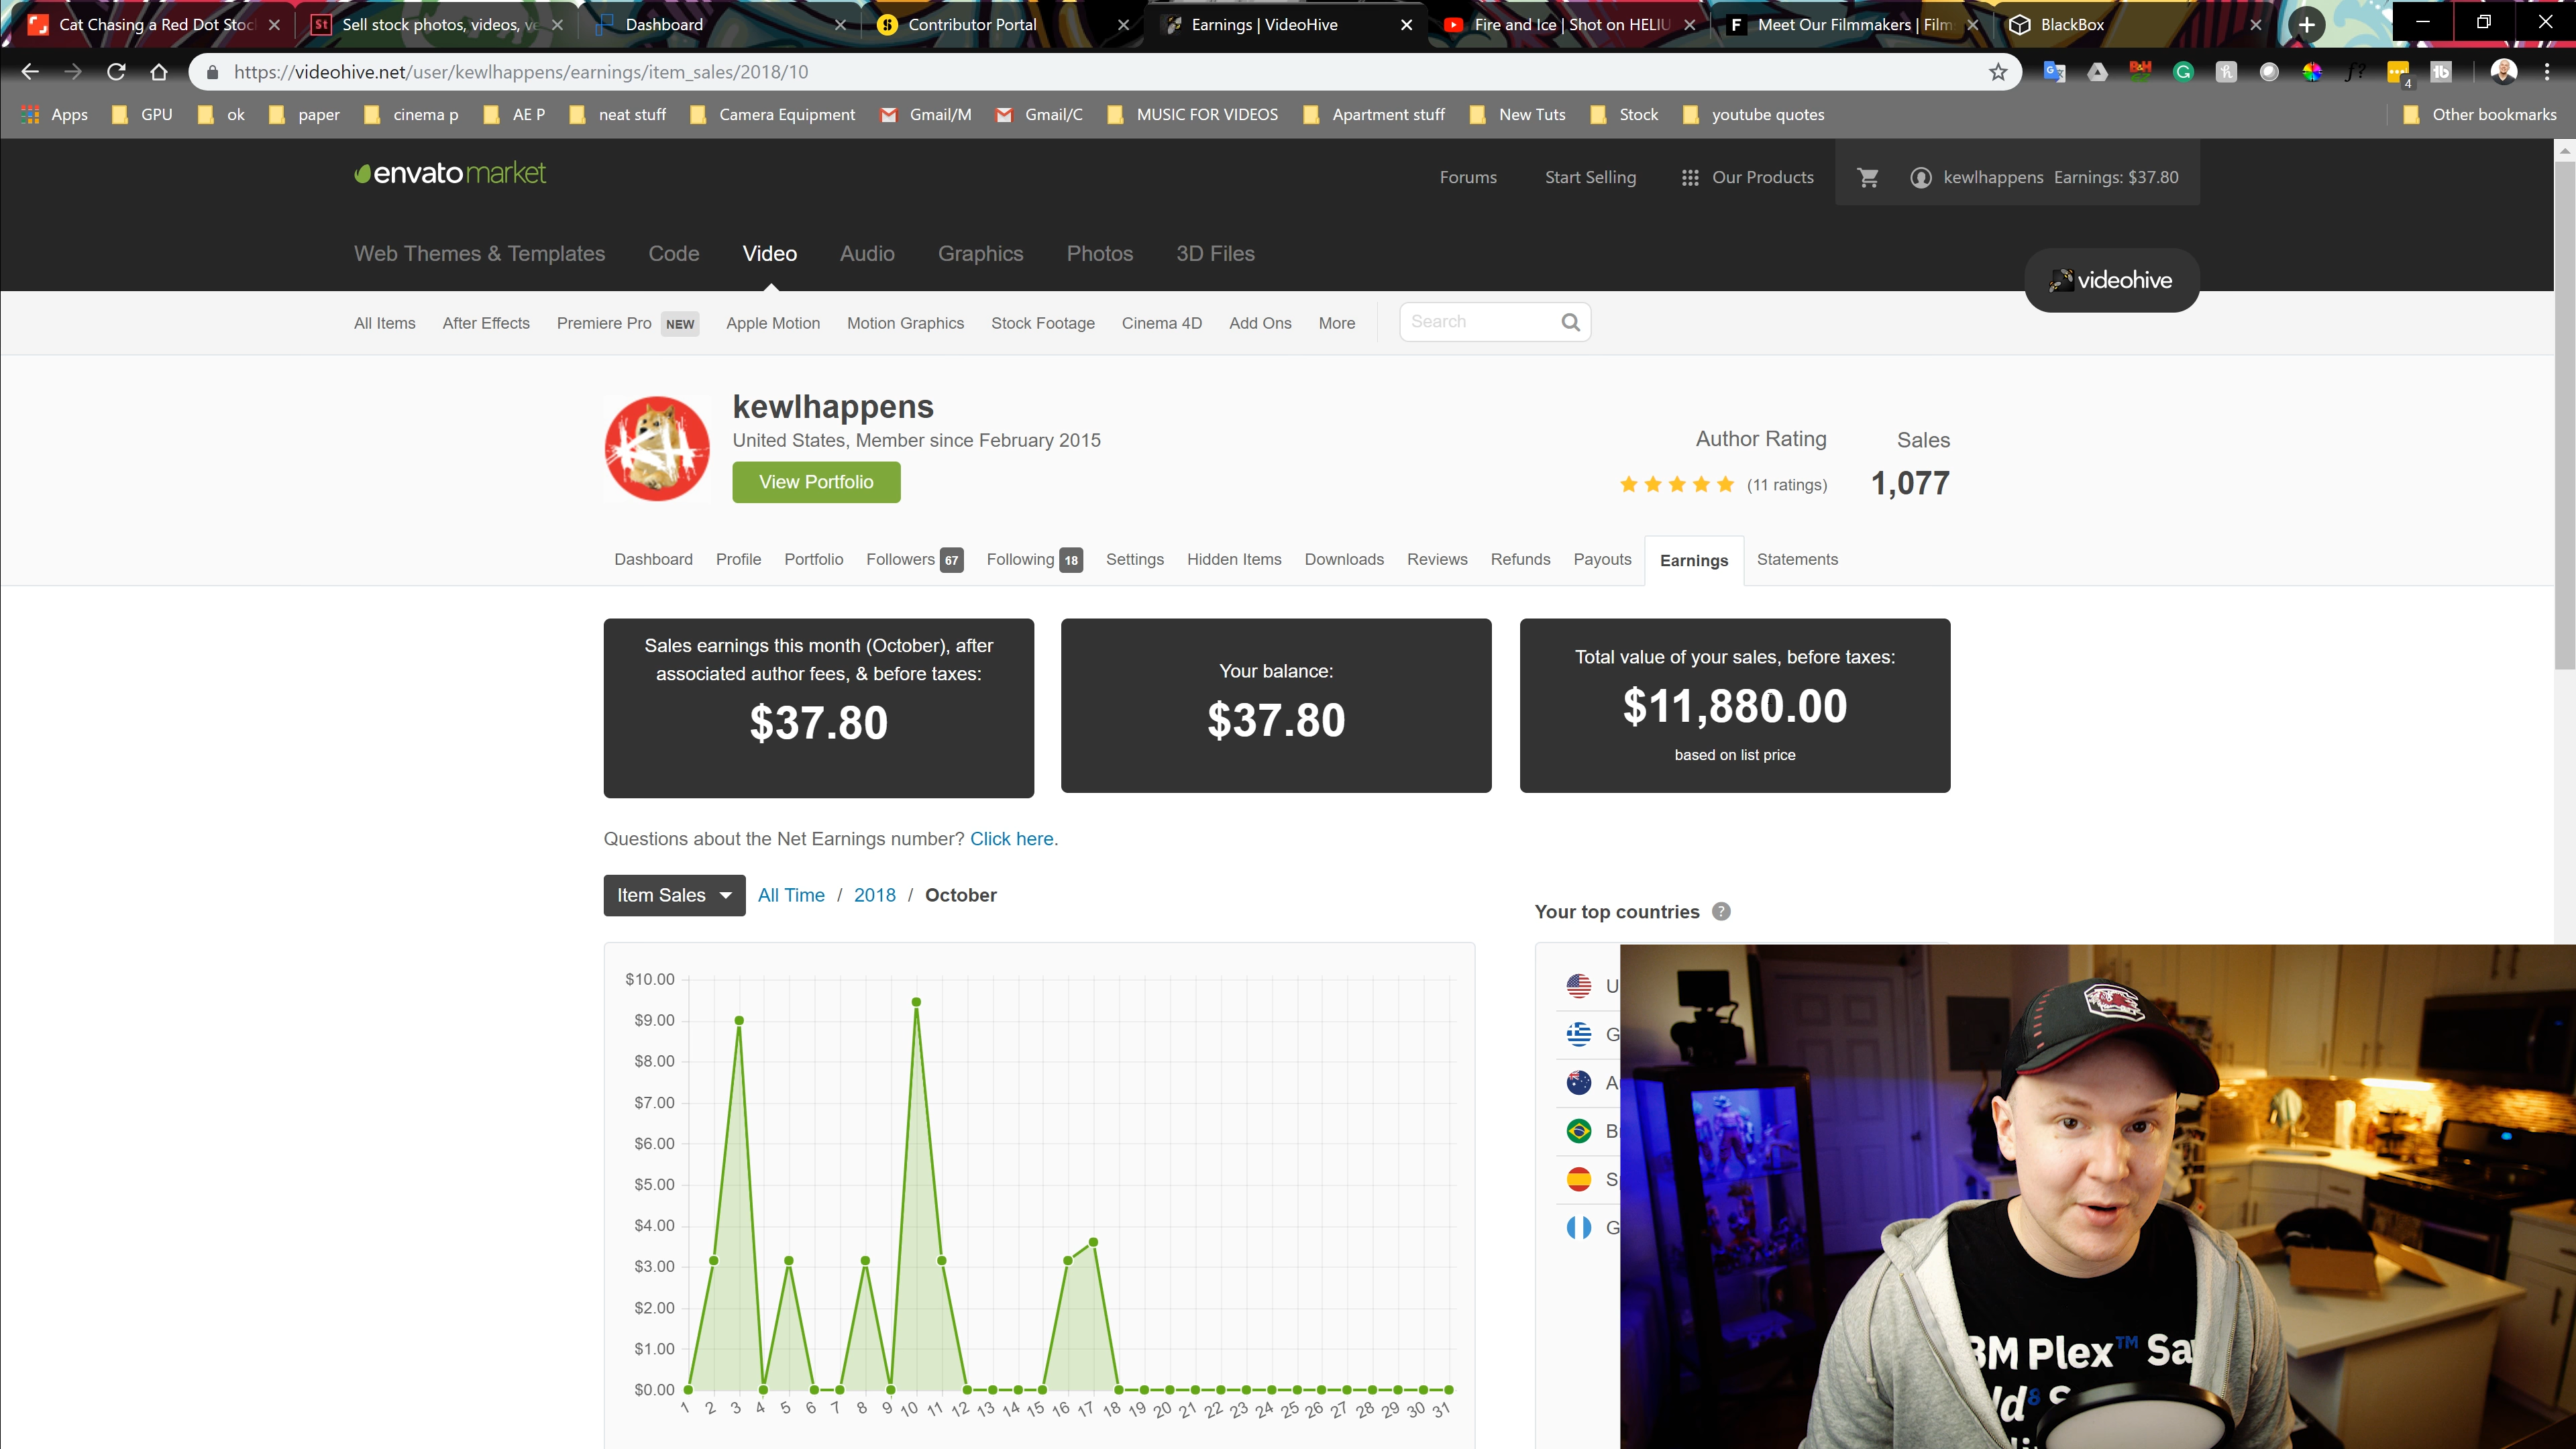 Cat Chasing a Red Dot Stoc
Sell stock photos, videos, ve
Dashboard
Contributor Portal
Earnings | VideoHive
Fire and Ice | Shot on HELIU
Meet Our Filmmakers | Film
BlackBox
https://videohive.net/user/kewlhappens/earnings/item_sales/2018/10
4
Apps
GPU
ok
paper
cinema p
AE P
neat stuff
Camera Equipment
Gmail/M
Gmail/C
MUSIC FOR VIDEOS
Apartment stuff
New Tuts
Stock
youtube quotes
Other bookmarks
envatomarket
Forums
Start Selling
Our Products
kewlhappens Earnings: $37.80
Web Themes & Templates
Code
Video
Audio
Graphics
Photos
3D Files
videohive
All Items
After Effects
Premiere Pro NEW
Apple Motion
Motion Graphics
Stock Footage
Cinema 4D
Add Ons
More
Search
kewlhappens
United States, Member since February 2015
View Portfolio
Author Rating
(11 ratings)
Sales
1,077
Dashboard
Profile
Portfolio
Followers 67
Following 18
Settings
Hidden Items
Downloads
Reviews
Refunds
Payouts
Earnings
Statements
Sales earnings this month (October), after
associated author fees, & before taxes:
$37.80
Your balance:
$37.80
Total value of your sales, before taxes:
$11,880.00
based on list price
Questions about the Net Earnings number? Click here.
Item Sales
All Time / 2018 / October
Your top countries ?
$10.00
$9.00
$8.00
$7.00
$6.00
$5.00
$4.00
$3.00
$2.00
$1.00
$0.00
1 2 3 4 5 6 7 8 9 10 11 12 13 14 15 16 17 18 19 20 21 22 23 24 25 26 27 28 29 30 31
U
G
A
B
S
G
BM Plex™ Sa